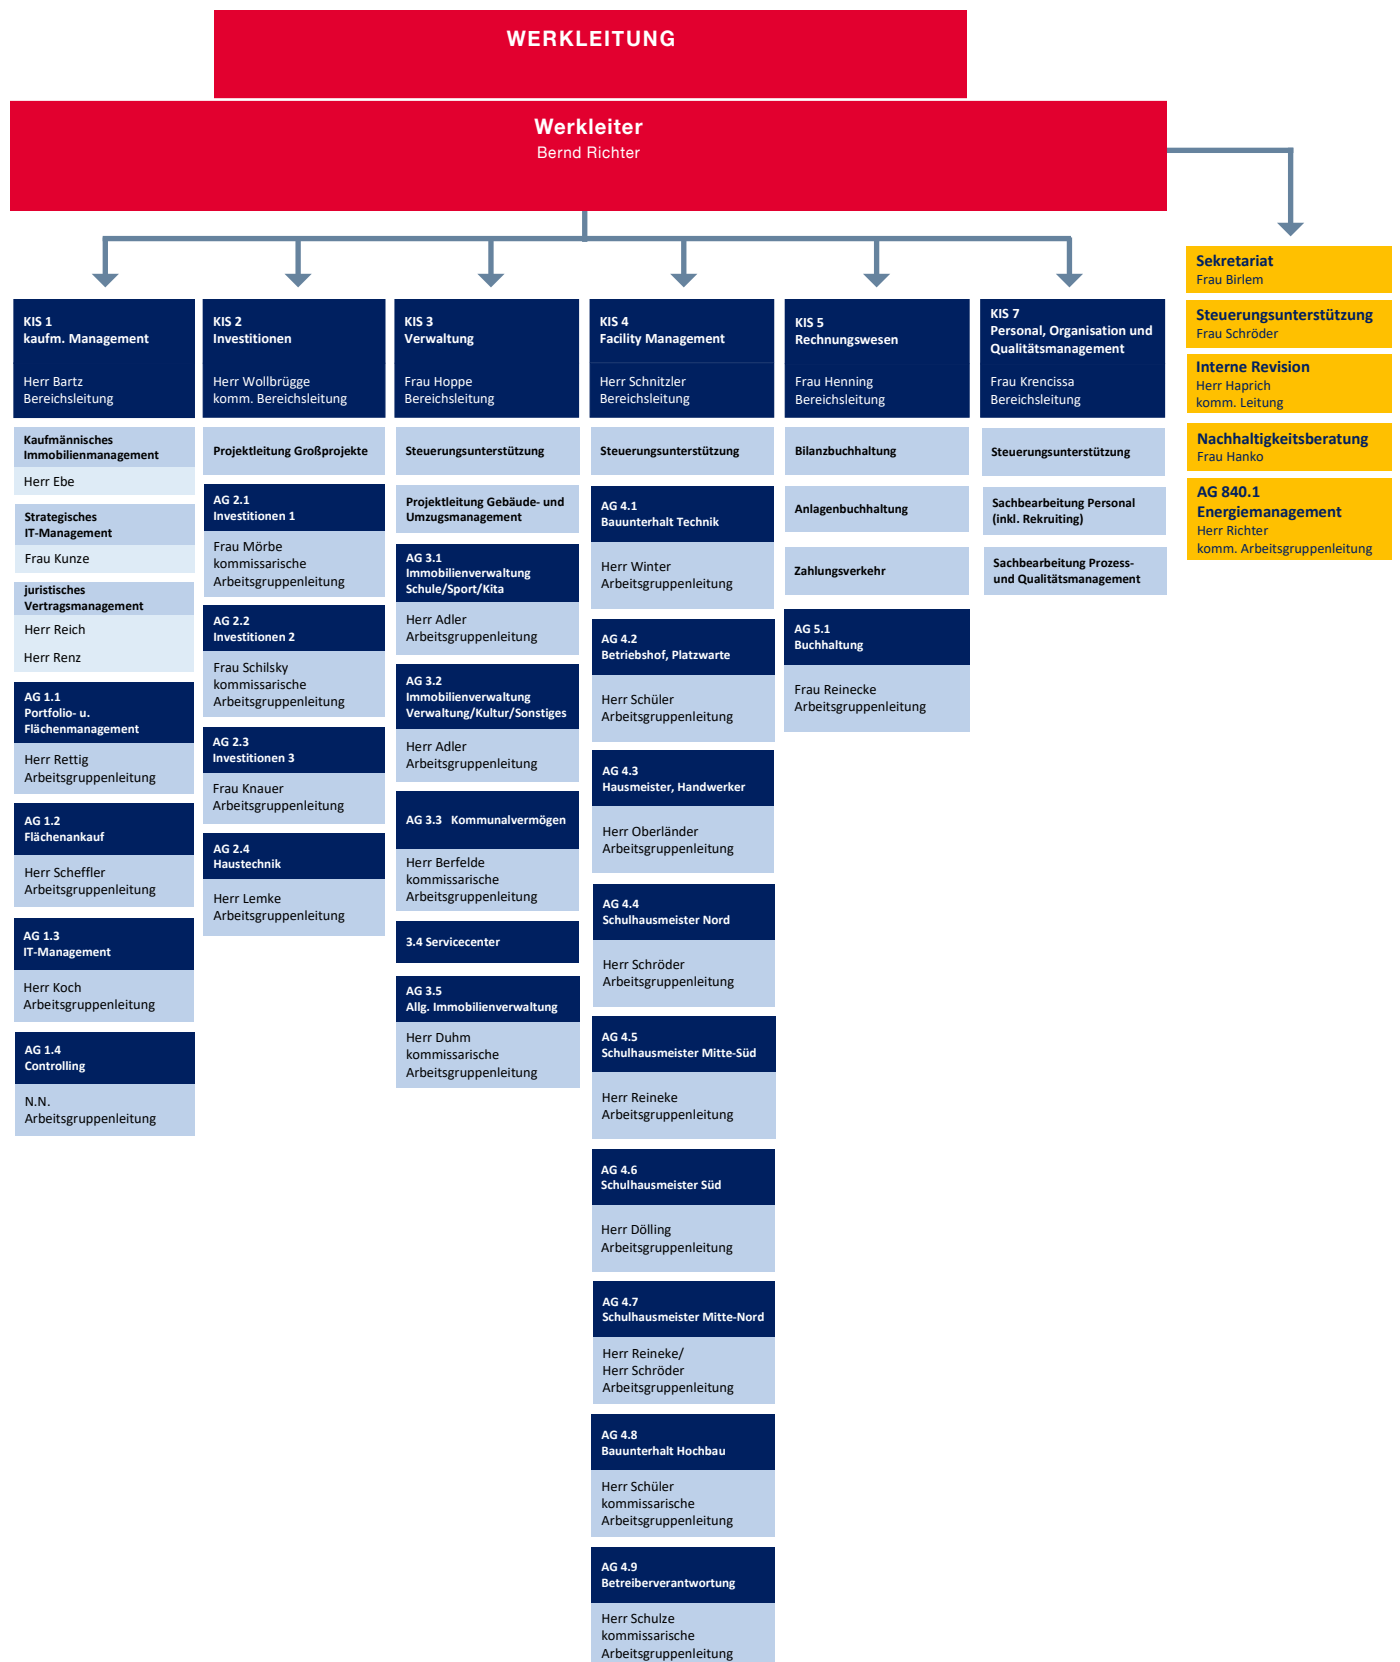 WERKLEITUNG
Werkleiter
Bernd Richter
Sekretariat
Frau Birlem
Steuerungsunterstützung
Frau Schröder
Interne Revision
Herr Haprich
komm. Leitung
Nachhaltigkeitsberatung
Frau Hanko
AG 840.1
Energiemanagement
Herr Richter
komm. Arbeitsgruppenleitung
KIS 1
kaufm. Management
Herr Bartz
Bereichsleitung
Kaufmännisches
Immobilienmanagement
Herr Ebe
Strategisches
IT-Management
Frau Kunze
juristisches
Vertragsmanagement
Herr Reich
Herr Renz
AG 1.1
Portfolio- u.
Flächenmanagement
Herr Rettig
Arbeitsgruppenleitung
AG 1.2
Flächenankauf
Herr Scheffler
Arbeitsgruppenleitung
AG 1.3
IT-Management
Herr Koch
Arbeitsgruppenleitung
AG 1.4
Controlling
N.N.
Arbeitsgruppenleitung
KIS 2
Investitionen
Herr Wollbrügge
komm. Bereichsleitung
Projektleitung Großprojekte
AG 2.1
Investitionen 1
Frau Mörbe
kommissarische
Arbeitsgruppenleitung
AG 2.2
Investitionen 2
Frau Schilsky
kommissarische
Arbeitsgruppenleitung
AG 2.3
Investitionen 3
Frau Knauer
Arbeitsgruppenleitung
AG 2.4
Haustechnik
Herr Lemke
Arbeitsgruppenleitung
KIS 3
Verwaltung
Frau Hoppe
Bereichsleitung
Steuerungsunterstützung
Projektleitung Gebäude- und
Umzugsmanagement
AG 3.1
Immobilienverwaltung
Schule/Sport/Kita
Herr Adler
Arbeitsgruppenleitung
AG 3.2
Immobilienverwaltung
Verwaltung/Kultur/Sonstiges
Herr Adler
Arbeitsgruppenleitung
AG 3.3 Kommunalvermögen
Herr Berfelde
kommissarische
Arbeitsgruppenleitung
3.4 Servicecenter
AG 3.5
Allg. Immobilienverwaltung
Herr Duhm
kommissarische
Arbeitsgruppenleitung
KIS 4
Facility Management
Herr Schnitzler
Bereichsleitung
Steuerungsunterstützung
AG 4.1
Bauunterhalt Technik
Herr Winter
Arbeitsgruppenleitung
AG 4.2
Betriebshof, Platzwarte
Herr Schüler
Arbeitsgruppenleitung
AG 4.3
Hausmeister, Handwerker
Herr Oberländer
Arbeitsgruppenleitung
AG 4.4
Schulhausmeister Nord
Herr Schröder
Arbeitsgruppenleitung
AG 4.5
Schulhausmeister Mitte-Süd
Herr Reineke
Arbeitsgruppenleitung
AG 4.6
Schulhausmeister Süd
Herr Dölling
Arbeitsgruppenleitung
AG 4.7
Schulhausmeister Mitte-Nord
Herr Reineke/
Herr Schröder
Arbeitsgruppenleitung
AG 4.8
Bauunterhalt Hochbau
Herr Schüler
kommissarische
Arbeitsgruppenleitung
AG 4.9
Betreiberverantwortung
Herr Schulze
kommissarische
Arbeitsgruppenleitung
KIS 5
Rechnungswesen
Frau Henning
Bereichsleitung
Bilanzbuchhaltung
Anlagenbuchhaltung
Zahlungsverkehr
AG 5.1
Buchhaltung
Frau Reinecke
Arbeitsgruppenleitung
KIS 7
Personal, Organisation und
Qualitätsmanagement
Frau Krencissa
Bereichsleitung
Steuerungsunterstützung
Sachbearbeitung Personal
(inkl. Rekruiting)
Sachbearbeitung Prozess-
und Qualitätsmanagement